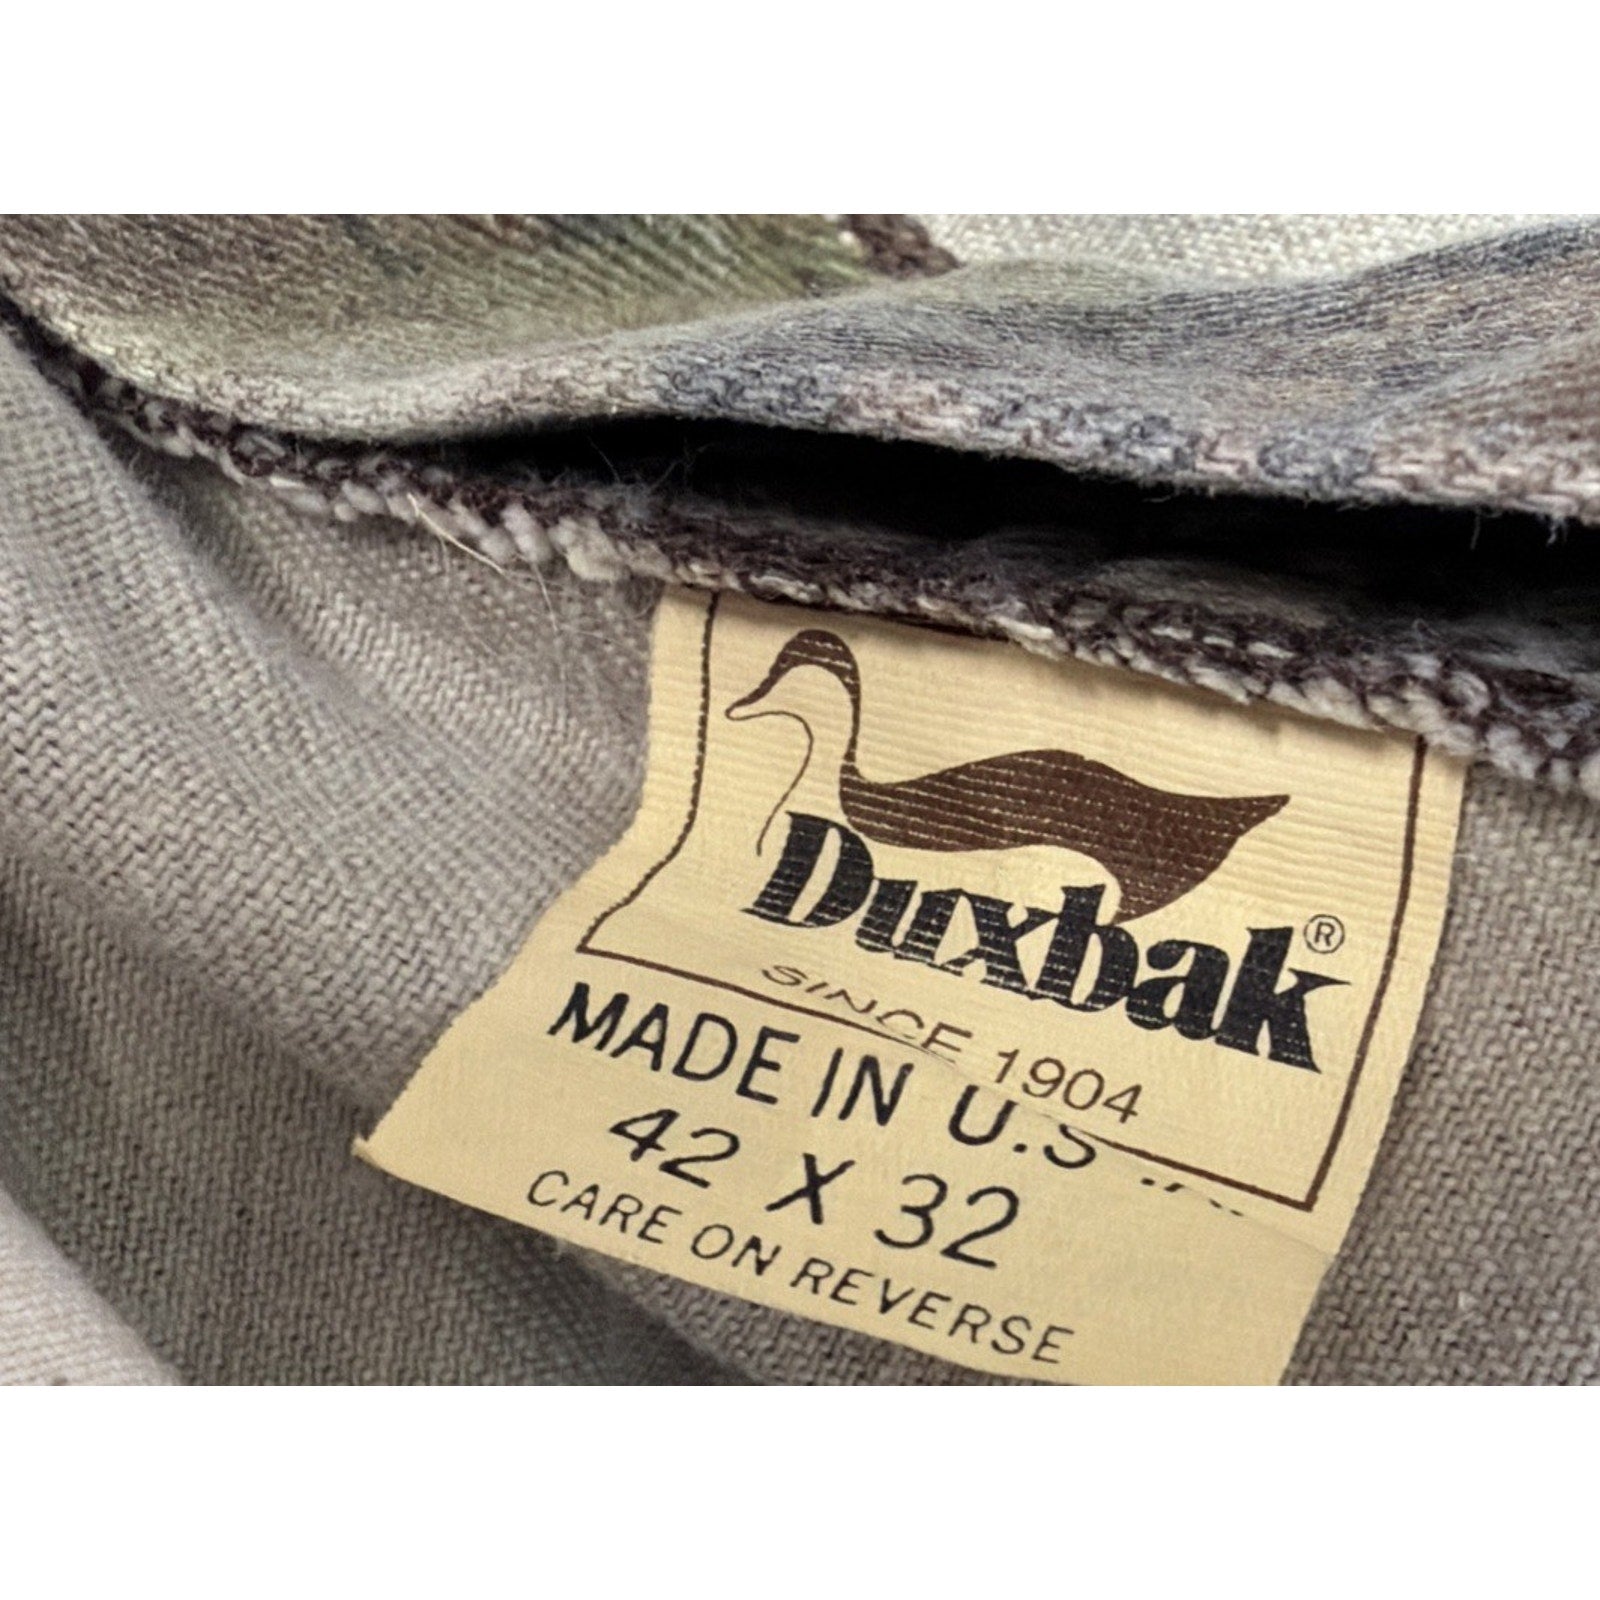 Duxbak®
SINCE 1904
MADE IN U.S
42 X 32
CARE ON REVERSE